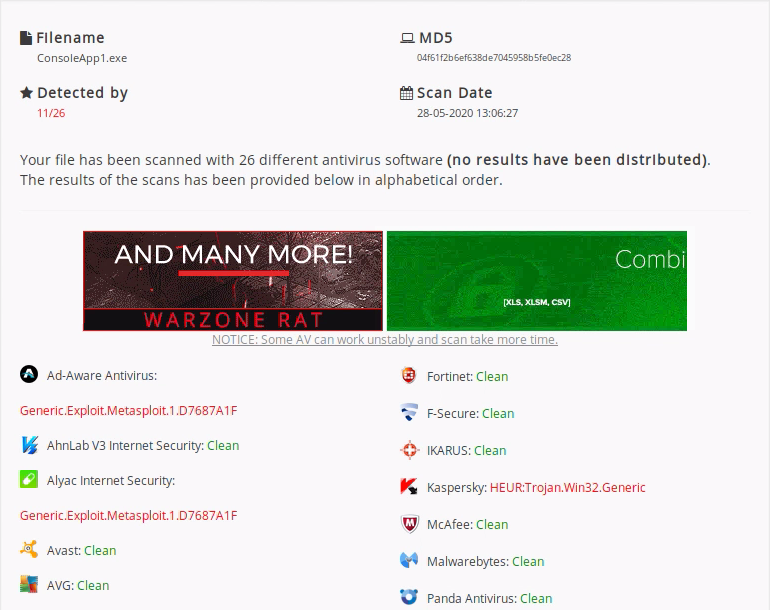 Filename
ConsoleApp1.exe
MD5
04f61f2b6ef638de7045958b5fe0ec28
Detected by
11/26
Scan Date
28-05-2020 13:06:27
Your file has been scanned with 26 different antivirus software (no results have been distributed).
The results of the scans has been provided below in alphabetical order.
AND MANY MORE!
WARZONE RAT
Combi
[XLS, XLSM, CSV]
NOTICE: Some AV can work unstably and scan take more time.
Ad-Aware Antivirus:
Generic.Exploit.Metasploit.1.D7687A1F
AhnLab V3 Internet Security: Clean
Alyac Internet Security:
Generic.Exploit.Metasploit.1.D7687A1F
Avast: Clean
AVG: Clean
Fortinet: Clean
F-Secure: Clean
IKARUS: Clean
Kaspersky: HEUR:Trojan.Win32.Generic
McAfee: Clean
Malwarebytes: Clean
Panda Antivirus: Clean